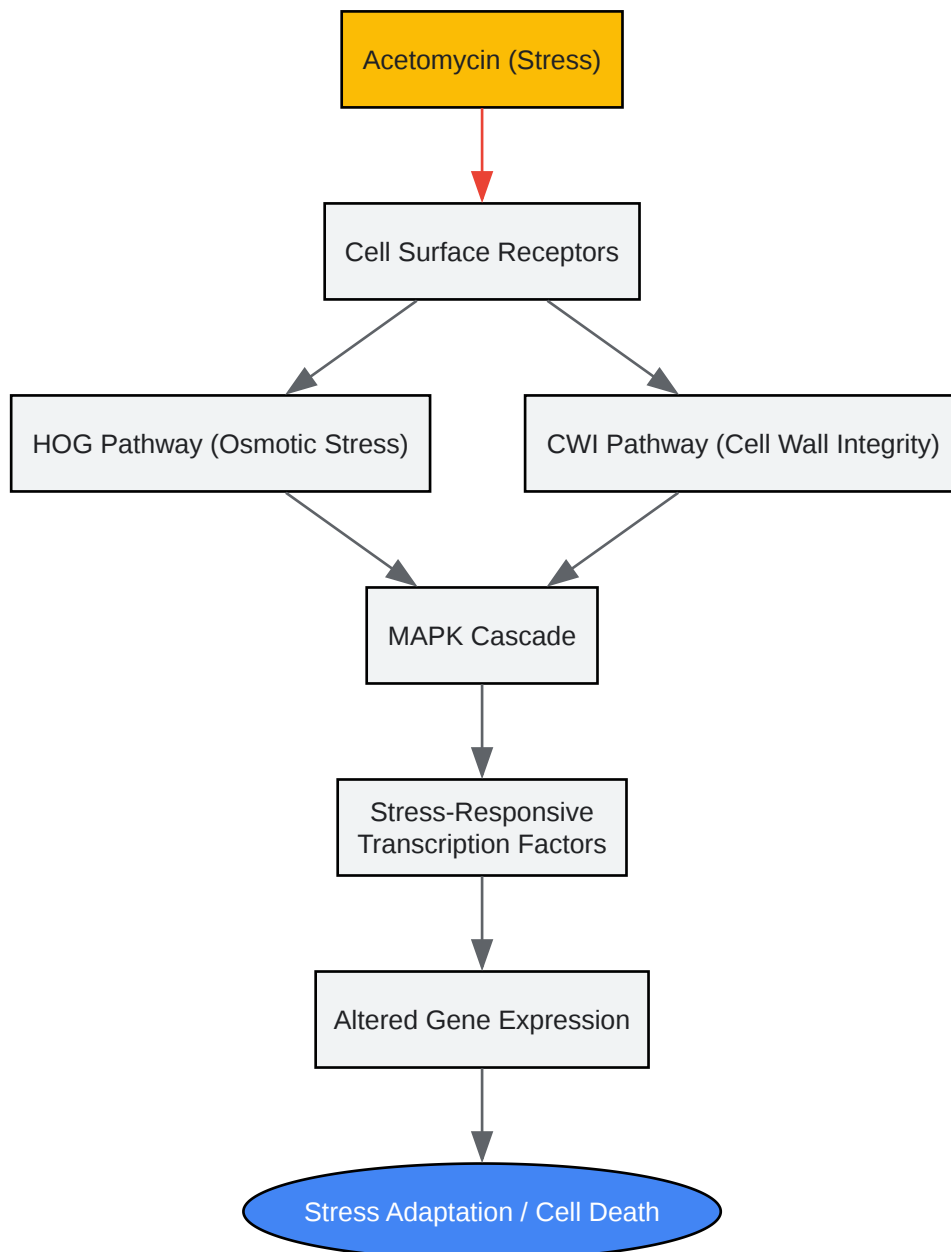 Acetomycin (Stress)
Cell Surface Receptors
HOG Pathway (Osmotic Stress)
CWI Pathway (Cell Wall Integrity)
MAPK Cascade
Stress-Responsive
Transcription Factors
Altered Gene Expression
Stress Adaptation / Cell Death